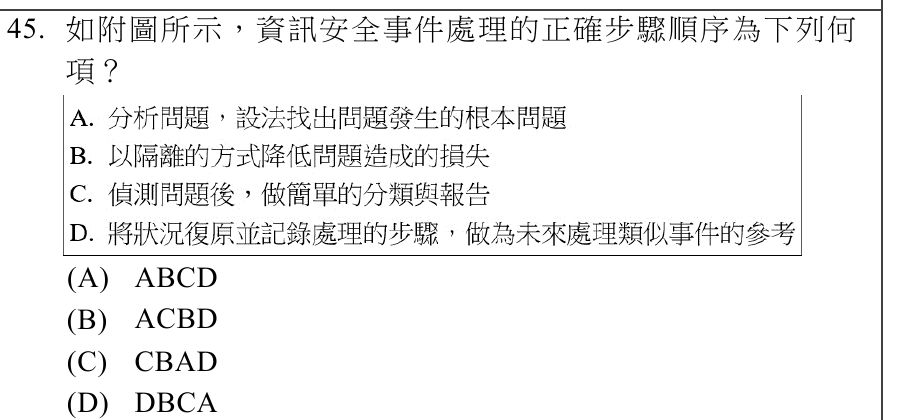 45. 如附圖所示，資訊安全事件處理的正確步驟順序為下列何
項？
A. 分析問題，設法找出問題發生的根本問題
B. 以隔離的方式降低問題造成的損失
C. 偵測問題後，做簡單的分類與報告
D. 將狀況復原並記錄處理的步驟，做為未來處理類似事件的參考
(A) ABCD
(B) ACBD
(C) CBAD
(D) DBCA